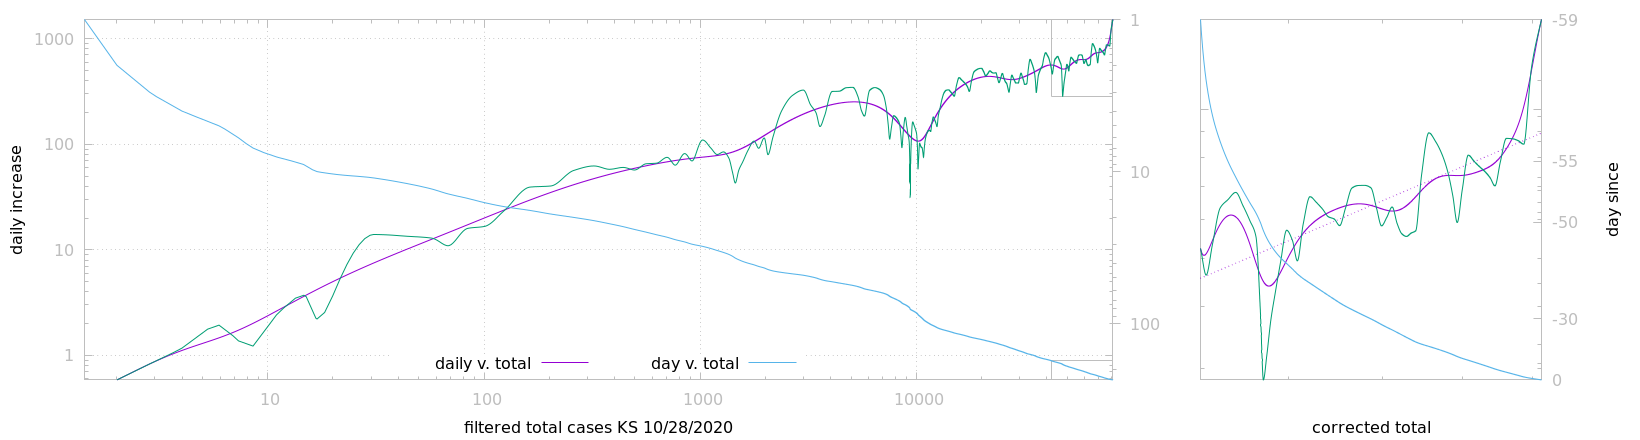 daily increase
1000
100
10
1
10
100
1000
10000
filtered total cases KS 10/28/2020
daily v. total
day v. total
1
10
100
-59
-55
-50
-30
0
day since
corrected total